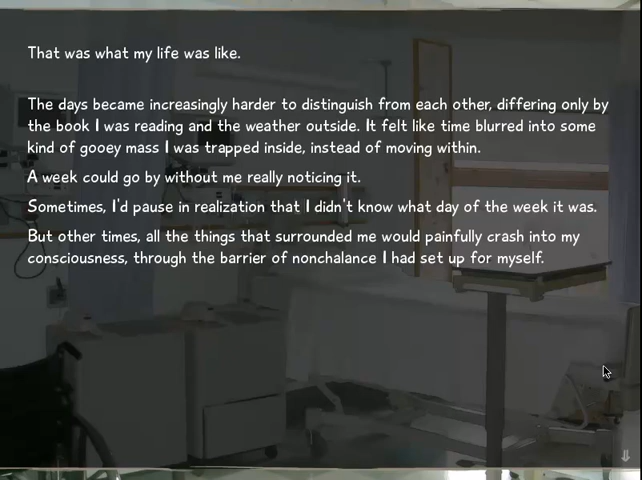 That was what my life was like.
The days became increasingly harder to distinguish from each other, differing only by
the book I was reading and the weather outside. It felt like time blurred into some
kind of gooey mass I was trapped inside, instead of moving within.
A week could go by without me really noticing it.
Sometimes, I'd pause in realization that I didn't know what day of the week it was.
But other times, all the things that surrounded me would painfully crash into my
consciousness, through the barrier of nonchalance I had set up for myself.